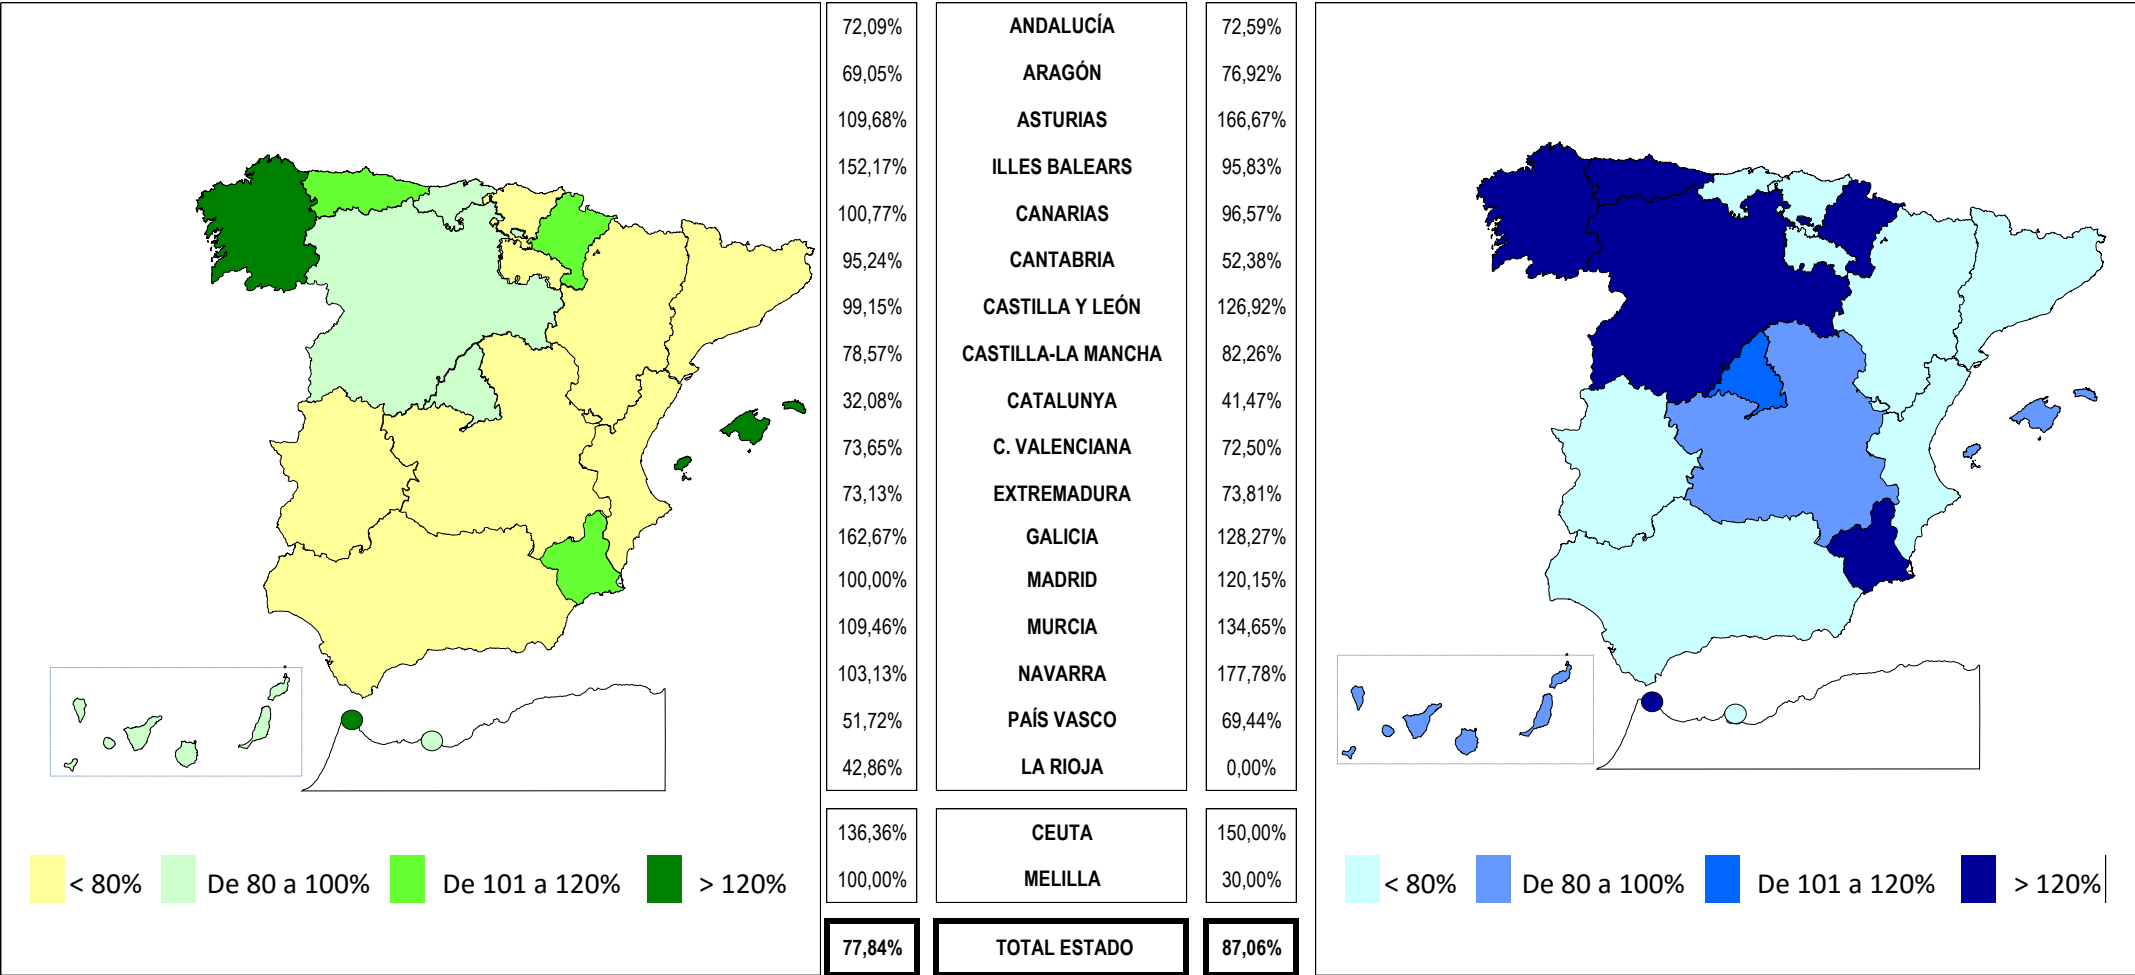 72,09% ANDALUCÍA 72,59%
69,05% ARAGÓN 76,92%
109,68% ASTURIAS 166,67%
152,17% ILLES BALEARS 95,83%
100,77% CANARIAS 96,57%
95,24% CANTABRIA 52,38%
99,15% CASTILLA Y LEÓN 126,92%
78,57% CASTILLA-LA MANCHA 82,26%
32,08% CATALUNYA 41,47%
73,65% C. VALENCIANA 72,50%
73,13% EXTREMADURA 73,81%
162,67% GALICIA 128,27%
100,00% MADRID 120,15%
109,46% MURCIA 134,65%
103,13% NAVARRA 177,78%
51,72% PAÍS VASCO 69,44%
42,86% LA RIOJA 0,00%
136,36% CEUTA 150,00%
100,00% MELILLA 30,00%
77,84% TOTAL ESTADO 87,06%
< 80% De 80 a 100% De 101 a 120% > 120%
< 80% De 80 a 100% De 101 a 120% > 120%